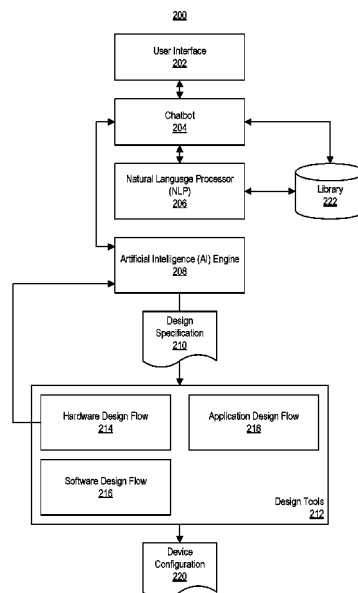 200
User Interface
202
Chatbot
204
Natural Language Processor
(NLP)
206
Library
222
Artificial Intelligence (AI) Engine
208
Design
Specification
210
Hardware Design Flow
214
Application Design Flow
218
Software Design Flow
216
Design Tools
212
Device
Configuration
220